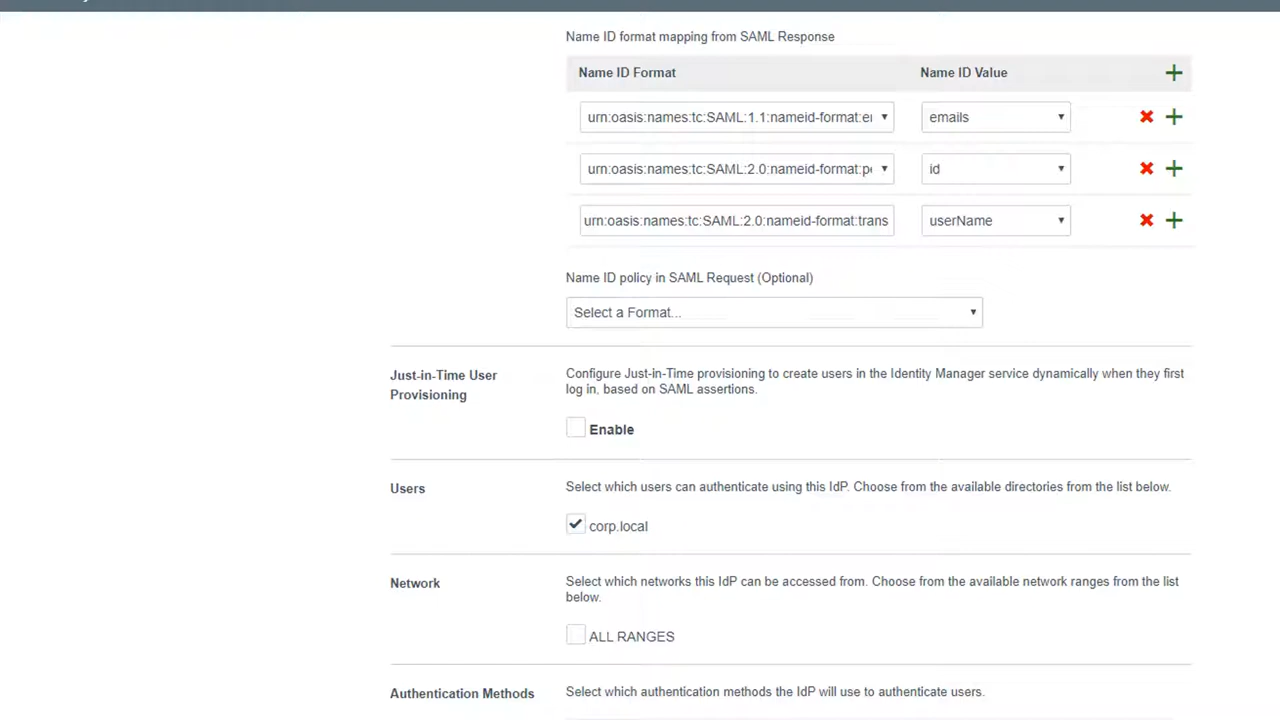 Name ID format mapping from SAML Response
Name ID Format Name ID Value
urn:oasis:names:tc:SAML:1.1:nameid-format:e emails
urn:oasis:names:tc:SAML:2.0:nameid-format:pe id
urn:oasis:names:tc:SAML:2.0:nameid-format:trans userName
Name ID policy in SAML Request (Optional)
Select a Format...
Just-in-Time User
Provisioning
Configure Just-in-Time provisioning to create users in the Identity Manager service dynamically when they first
log in, based on SAML assertions.
Enable
Users
Select which users can authenticate using this IdP. Choose from the available directories from the list below.
corp.local
Network
Select which networks this IdP can be accessed from. Choose from the available network ranges from the list
below.
ALL RANGES
Authentication Methods
Select which authentication methods the IdP will use to authenticate users.